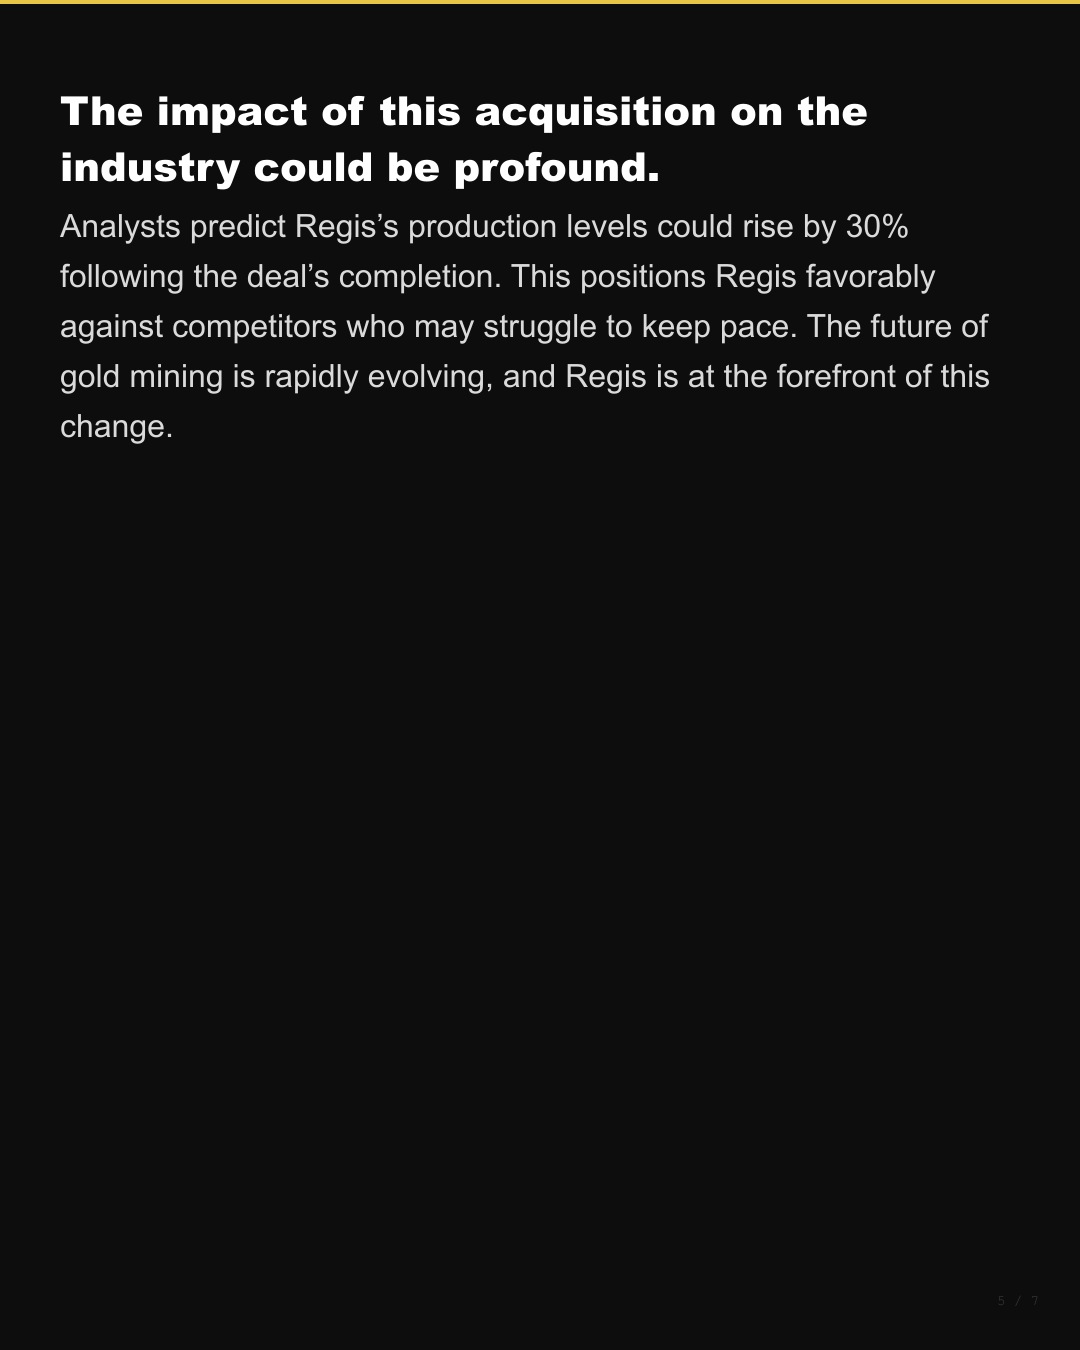 The impact of this acquisition on the
industry could be profound.
Analysts predict Regis’s production levels could rise by 30%
following the deal’s completion. This positions Regis favorably
against competitors who may struggle to keep pace. The future of
gold mining is rapidly evolving, and Regis is at the forefront of this
change.
5 / 7